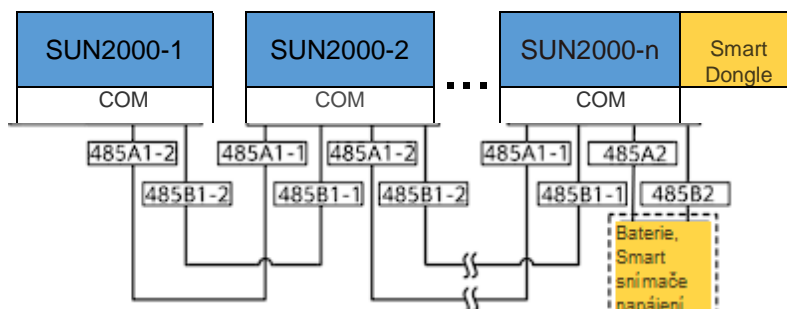 SUN2000-1 SUN2000-2 SUN2000-n Smart
Dongle
COM COM COM
485A1-2 485A1-1 485A1-2 485A1-1 485A2
485B1-2 485B1-1 485B1-2 485B1-1 485B2
Baterie,
Smart
snímače
napájení